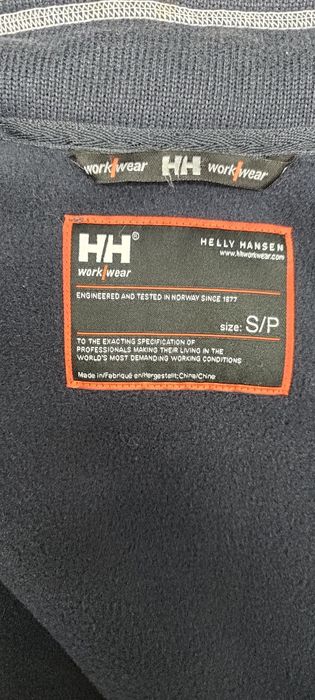 work/wear HH work/wear
HH®
work/wear
HELLY HANSEN
www.hhworkwear.com
ENGINEERED AND TESTED IN NORWAY SINCE 1877
size: S/P
TO THE EXACTING SPECIFICATION OF
PROFESSIONALS MAKING THEIR LIVING IN THE
WORLD'S MOST DEMANDING WORKING CONDITIONS
Made in/Fabriqué en/Hergestellt: China/Chine